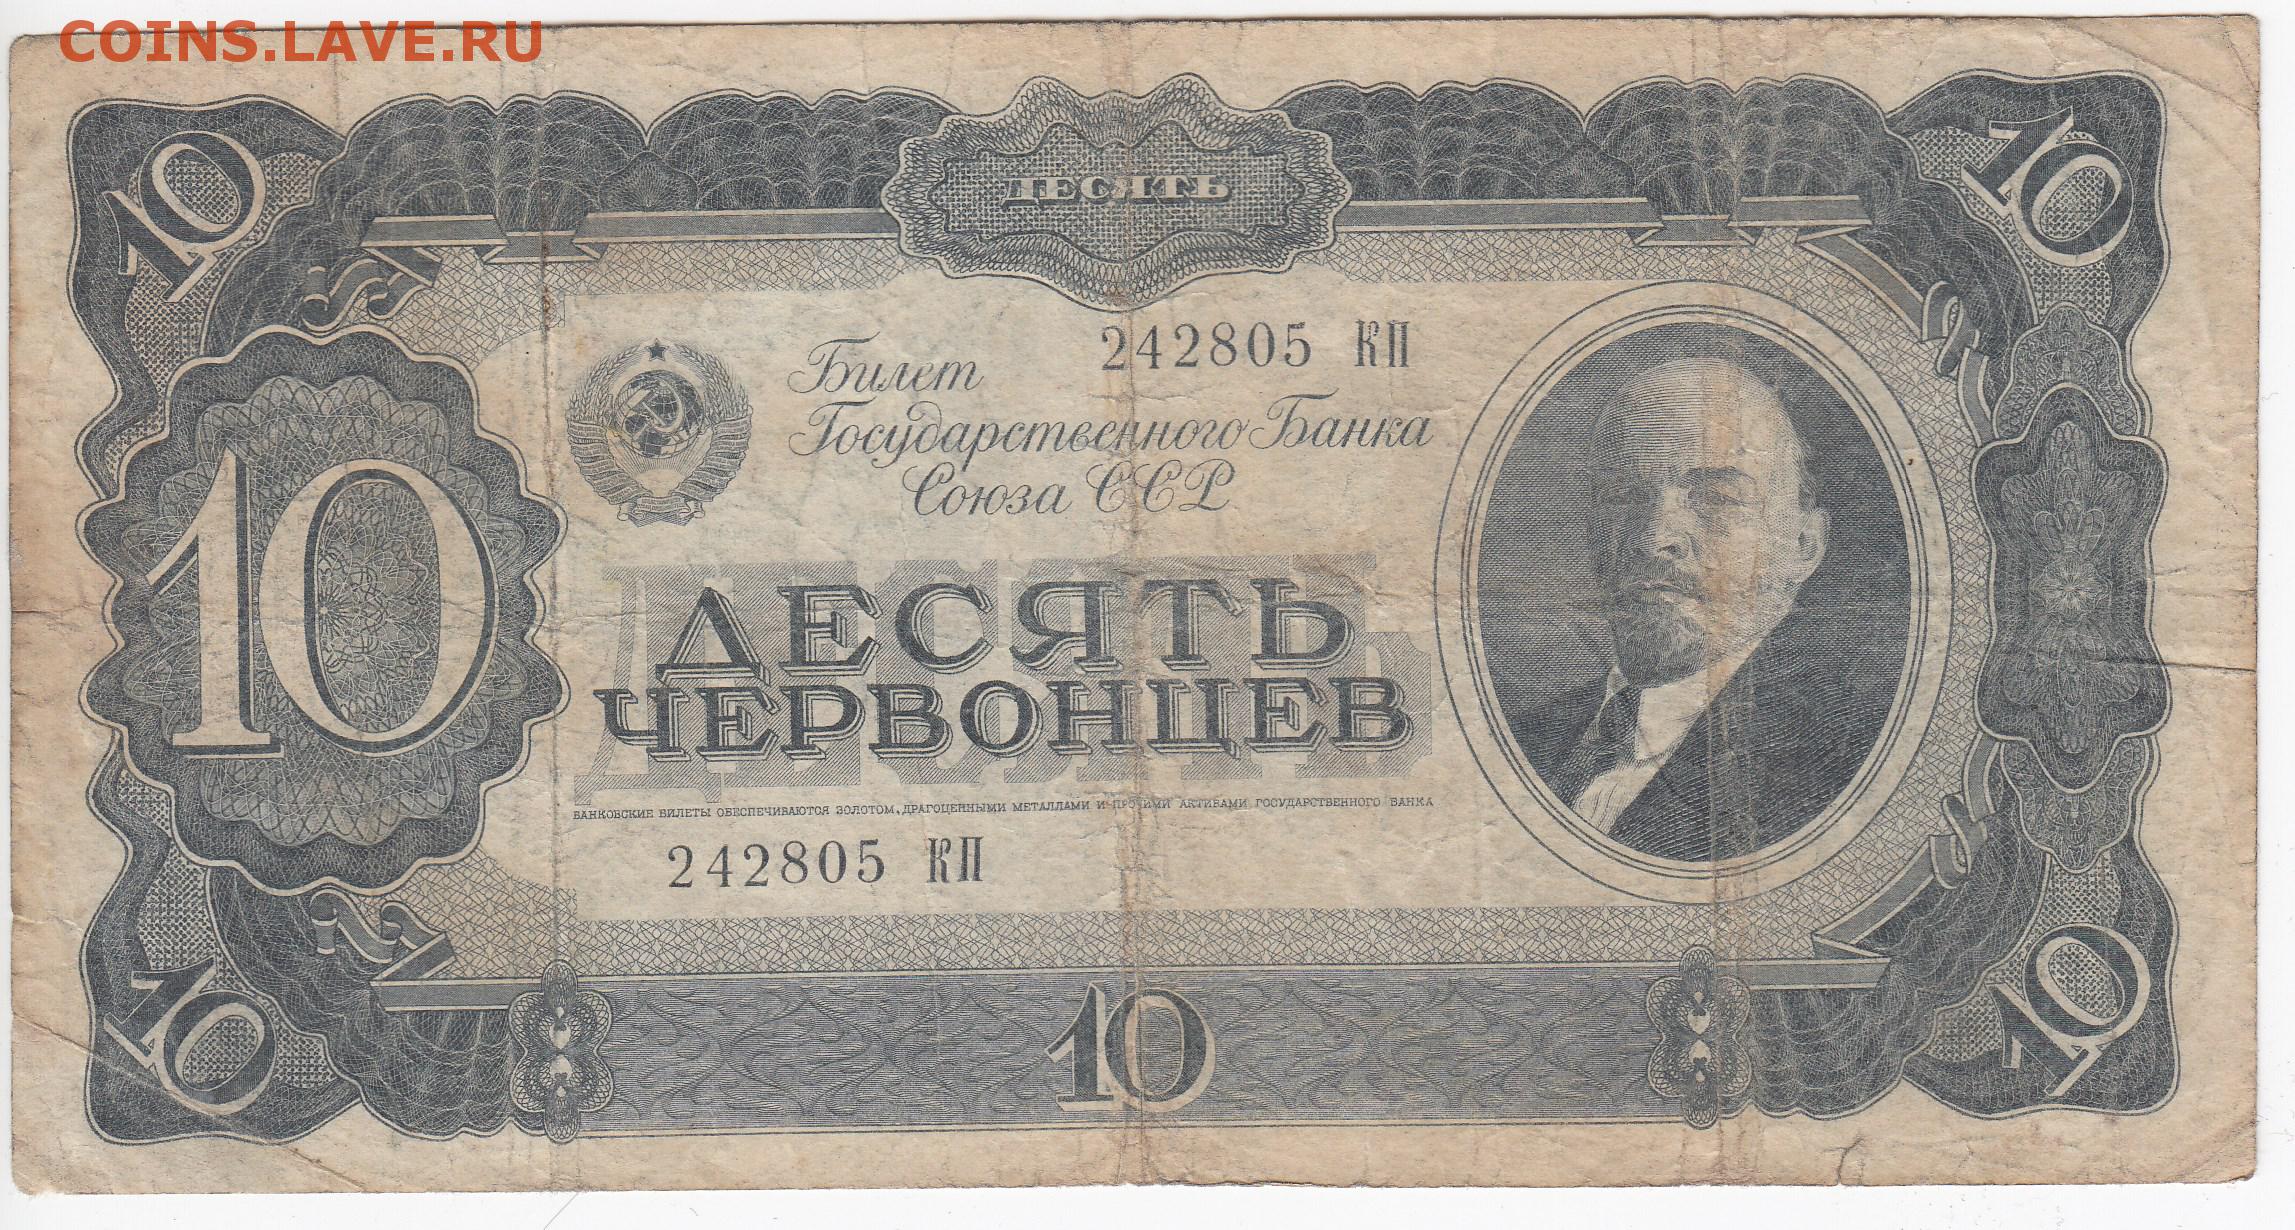 COINS.LAVE.RU
10
ДЕСЯТЬ
10
242805 КП
Билет
Государственного Банка
Союза ССР
10
ДЕСЯТЬ
ЧЕРВОНЦЕВ
БАНКОВСКИЕ БИЛЕТЫ ОБЕСПЕЧИВАЮТСЯ ЗОЛОТОМ, ДРАГОЦЕННЫМИ МЕТАЛЛАМИ И ПРОЧИМИ АКТИВАМИ ГОСУДАРСТВЕННОГО БАНКА
242805 КП
10
10
10